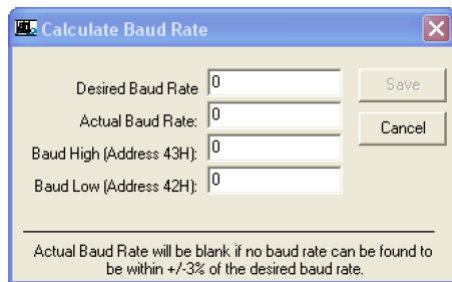 Calculate Baud Rate
Desired Baud Rate 0
Save
Actual Baud Rate: 0
Cancel
Baud High (Address 43H): 0
Baud Low (Address 42H): 0
Actual Baud Rate will be blank if no baud rate can be found to
be within +/-3% of the desired baud rate.